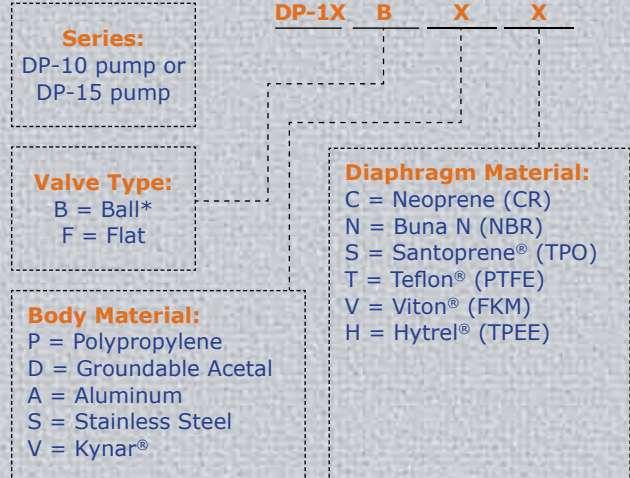 DP-1X B X X
Series:
DP-10 pump or
DP-15 pump
Valve Type:
B = Ball*
F = Flat
Body Material:
P = Polypropylene
D = Groundable Acetal
A = Aluminum
S = Stainless Steel
V = Kynar®
Diaphragm Material:
C = Neoprene (CR)
N = Buna N (NBR)
S = Santoprene® (TPO)
T = Teflon® (PTFE)
V = Viton® (FKM)
H = Hytrel® (TPEE)